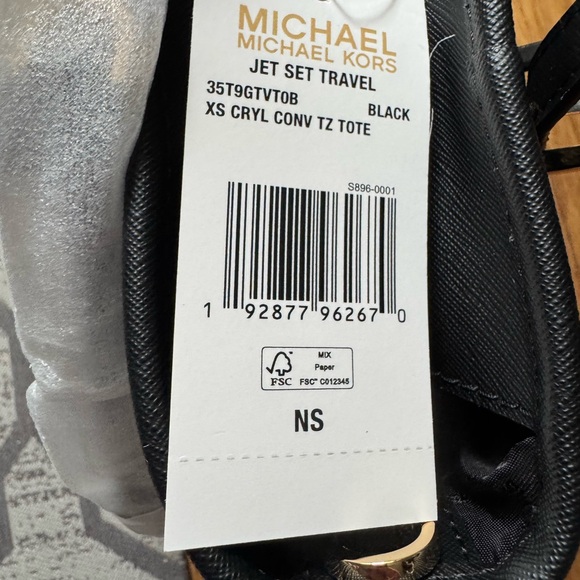 MICHAEL
MICHAEL KORS
JET SET TRAVEL
35T9GTVT0B BLACK
XS CRYL CONV TZ TOTE
S896-0001
1 92877 96267 0
MIX
Paper
FSC FSC™ C012345
NS